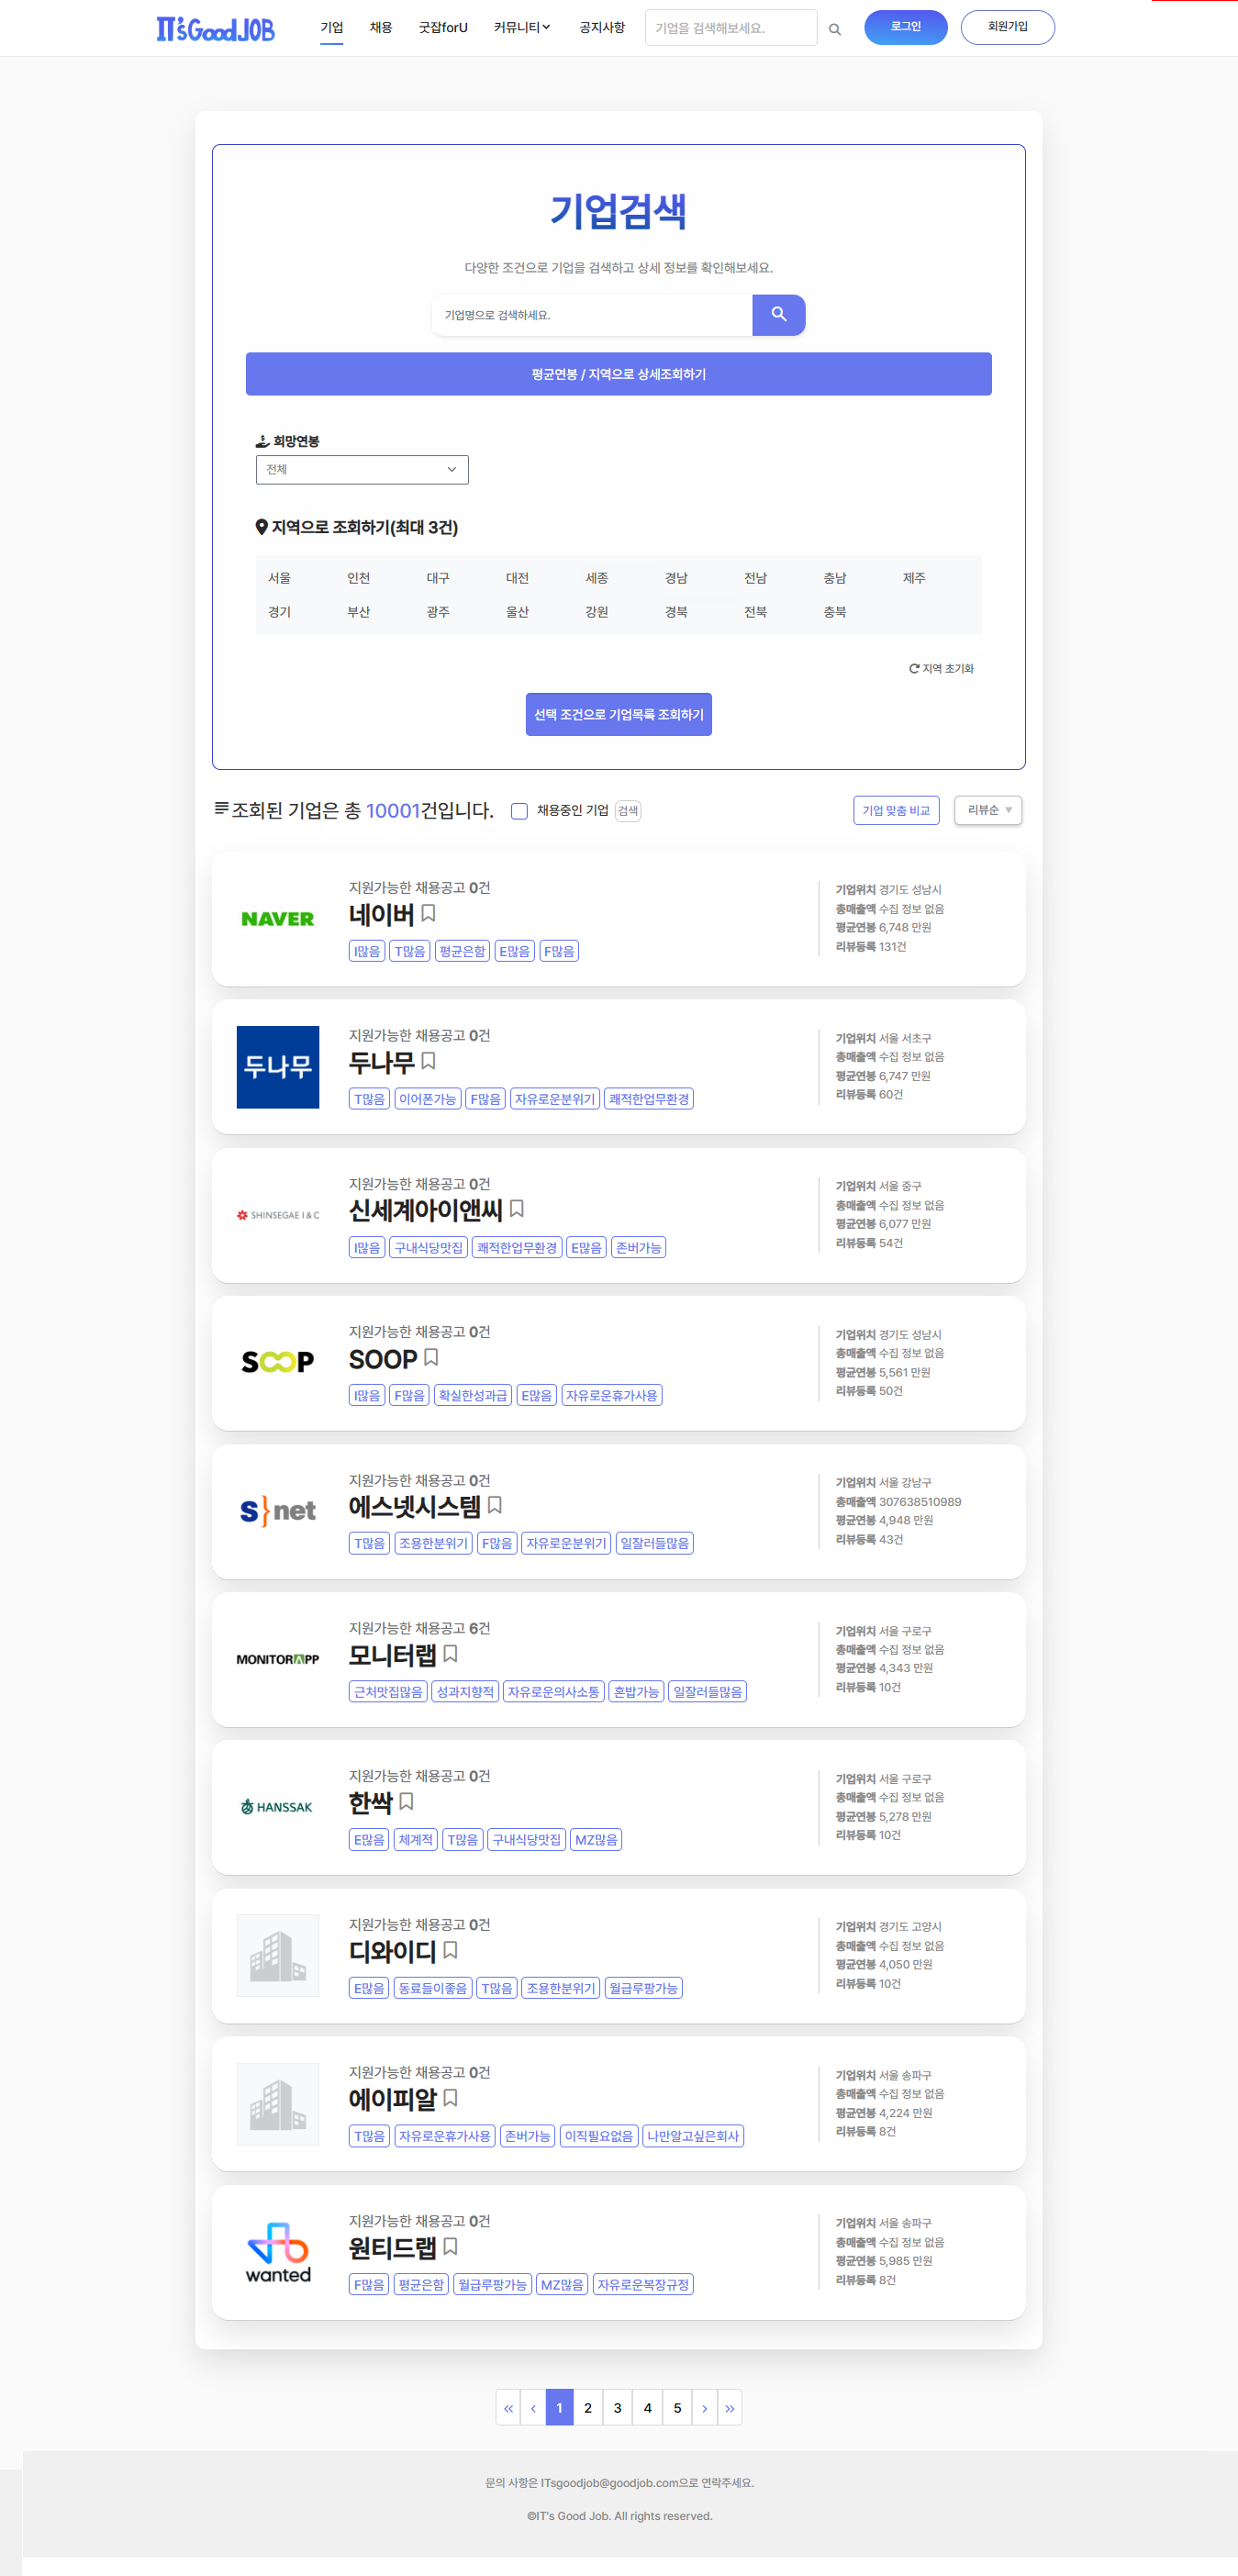 IT'sGoodJOB 기업 채용 굿잡forU 커뮤니티 공지사항 기업을 검색해보세요. 로그인 회원가입
기업검색
다양한 조건으로 기업을 검색하고 상세 정보를 확인해보세요.
기업명으로 검색하세요.
평균연봉 / 지역으로 상세조회하기
희망연봉
전체
지역으로 조회하기(최대 3건)
서울 인천 대구 대전 세종 경남 전남 충남 제주
경기 부산 광주 울산 강원 경북 전북 충북
지역 초기화
선택 조건으로 기업목록 조회하기
조회된 기업은 총 10001건입니다. 채용중인 기업 검색 기업 맞춤 비교 리뷰순 ▼
NAVER
지원가능한 채용공고 0건
네이버
I많음 T많음 평균은함 E많음 F많음
기업위치 경기도 성남시
총매출액 수집 정보 없음
평균연봉 6,748 만원
리뷰등록 131건
두나무
지원가능한 채용공고 0건
두나무
T많음 이어폰가능 F많음 자유로운분위기 쾌적한업무환경
기업위치 서울 서초구
총매출액 수집 정보 없음
평균연봉 6,747 만원
리뷰등록 60건
SHINSEGAE I&C
지원가능한 채용공고 0건
신세계아이앤씨
I많음 구내식당맛집 쾌적한업무환경 E많음 존버가능
기업위치 서울 중구
총매출액 수집 정보 없음
평균연봉 6,077 만원
리뷰등록 54건
SOOP
지원가능한 채용공고 0건
SOOP
I많음 F많음 확실한성과급 E많음 자유로운휴가사용
기업위치 경기도 성남시
총매출액 수집 정보 없음
평균연봉 5,561 만원
리뷰등록 50건
S}net
지원가능한 채용공고 0건
에스넷시스템
T많음 조용한분위기 F많음 자유로운분위기 일잘러들많음
기업위치 서울 강남구
총매출액 307638510989
평균연봉 4,948 만원
리뷰등록 43건
MONITORAPP
지원가능한 채용공고 6건
모니터랩
근처맛집많음 성과지향적 자유로운의사소통 혼밥가능 일잘러들많음
기업위치 서울 구로구
총매출액 수집 정보 없음
평균연봉 4,343 만원
리뷰등록 10건
HANSSAK
지원가능한 채용공고 0건
한싹
E많음 체계적 T많음 구내식당맛집 MZ많음
기업위치 서울 구로구
총매출액 수집 정보 없음
평균연봉 5,278 만원
리뷰등록 10건
지원가능한 채용공고 0건
디와이디
E많음 동료들이좋음 T많음 조용한분위기 월급루팡가능
기업위치 경기도 고양시
총매출액 수집 정보 없음
평균연봉 4,050 만원
리뷰등록 10건
지원가능한 채용공고 0건
에이피알
T많음 자유로운휴가사용 존버가능 이직필요없음 나만알고싶은회사
기업위치 서울 송파구
총매출액 수집 정보 없음
평균연봉 4,224 만원
리뷰등록 8건
wanted
지원가능한 채용공고 0건
원티드랩
F많음 평균은함 월급루팡가능 MZ많음 자유로운복장규정
기업위치 서울 송파구
총매출액 수집 정보 없음
평균연봉 5,985 만원
리뷰등록 8건
« ‹ 1 2 3 4 5 › »
문의 사항은 ITsgoodjob@goodjob.com으로 연락주세요.
©IT's Good Job. All rights reserved.